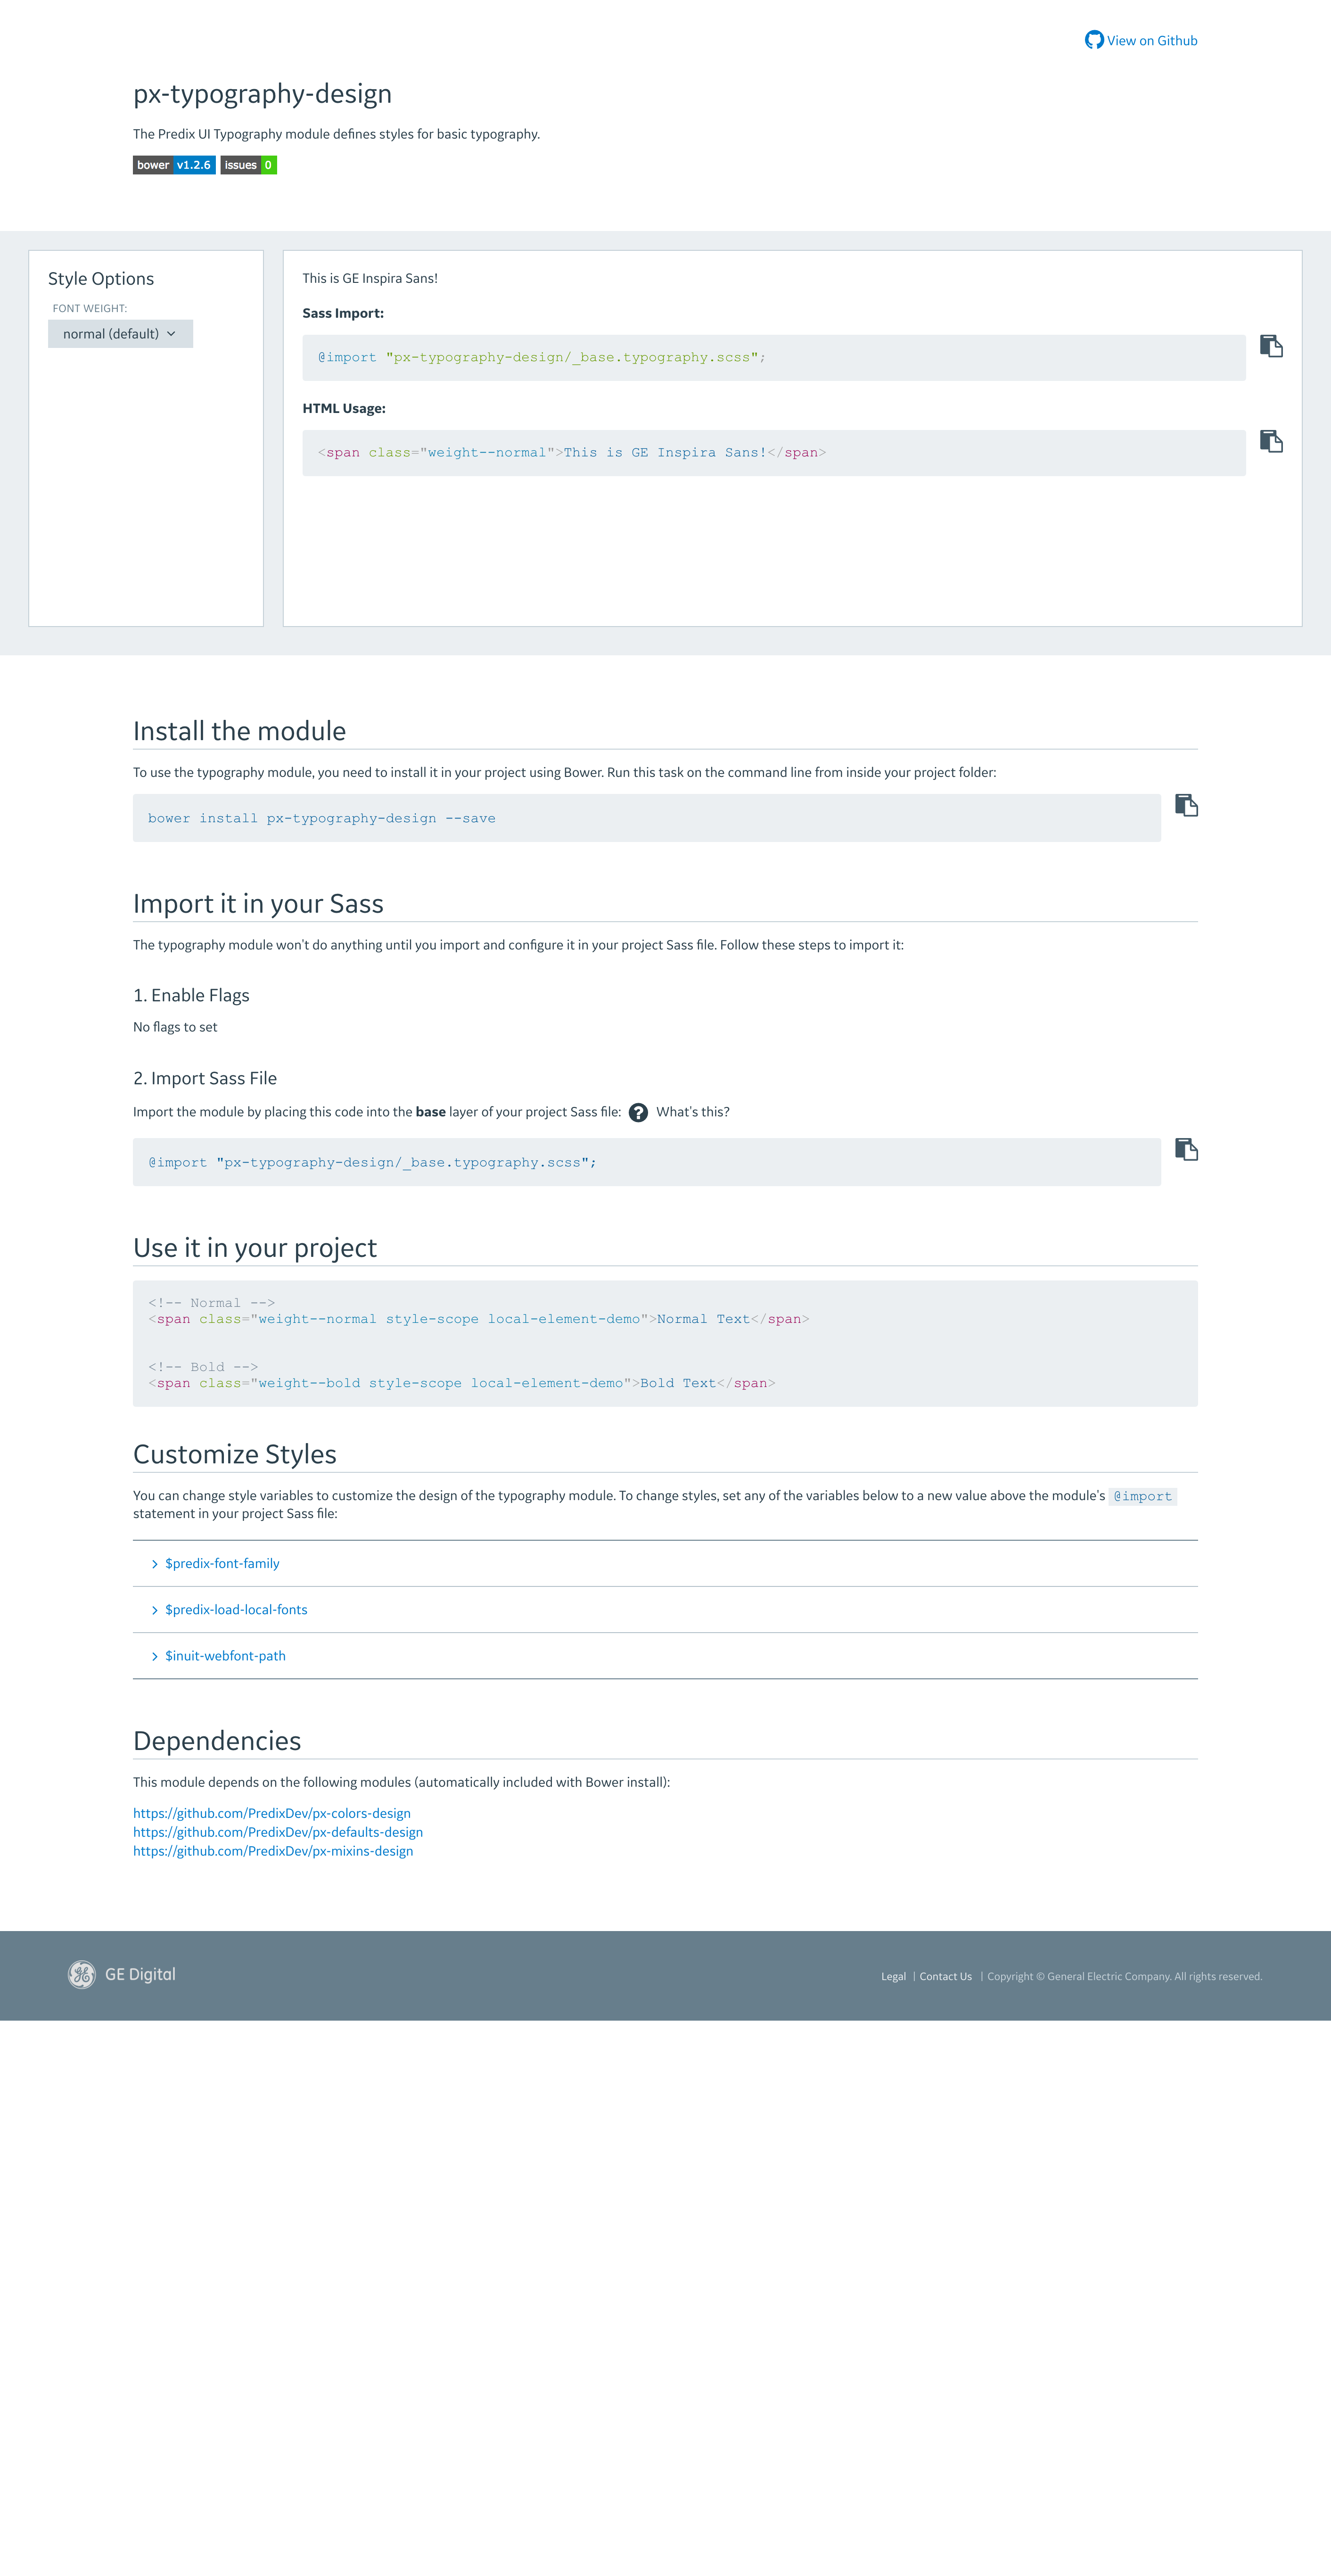 View on Github
px-typography-design
The Predix UI Typography module defines styles for basic typography.
bower v1.2.6 issues 0
Style Options
FONT WEIGHT:
normal (default)
This is GE Inspira Sans!
Sass Import:
@import "px-typography-design/_base.typography.scss";
HTML Usage:
<span class="weight--normal">This is GE Inspira Sans!</span>
Install the module
To use the typography module, you need to install it in your project using Bower. Run this task on the command line from inside your project folder:
bower install px-typography-design --save
Import it in your Sass
The typography module won't do anything until you import and configure it in your project Sass file. Follow these steps to import it:
1. Enable Flags
No flags to set
2. Import Sass File
Import the module by placing this code into the base layer of your project Sass file: ? What's this?
@import "px-typography-design/_base.typography.scss";
Use it in your project
<!-- Normal -->
<span class="weight--normal style-scope local-element-demo">Normal Text</span>
<!-- Bold -->
<span class="weight--bold style-scope local-element-demo">Bold Text</span>
Customize Styles
You can change style variables to customize the design of the typography module. To change styles, set any of the variables below to a new value above the module's @import
statement in your project Sass file:
$predix-font-family
$predix-load-local-fonts
$inuit-webfont-path
Dependencies
This module depends on the following modules (automatically included with Bower install):
https://github.com/PredixDev/px-colors-design
https://github.com/PredixDev/px-defaults-design
https://github.com/PredixDev/px-mixins-design
GE Digital
Legal | Contact Us | Copyright © General Electric Company. All rights reserved.